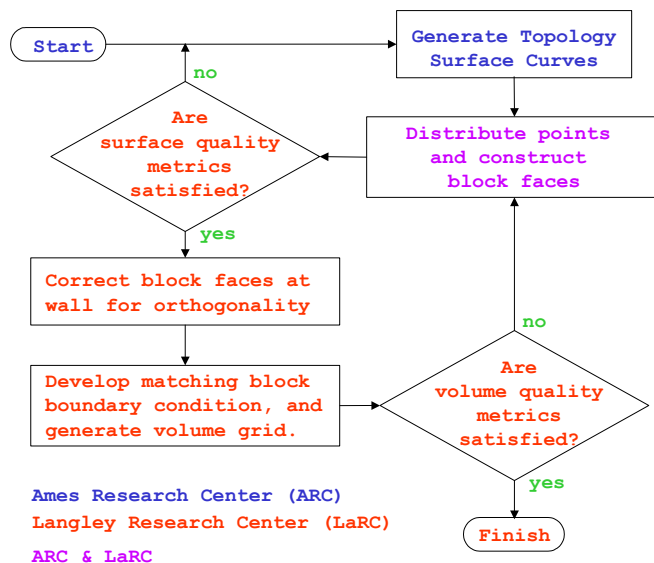 Start
Generate Topology
Surface Curves
no
Are
surface quality
metrics
satisfied?
Distribute points
and construct
block faces
yes
Correct block faces at
wall for orthogonality
no
Develop matching block
boundary condition, and
generate volume grid.
Are
volume quality
metrics
satisfied?
yes
Ames Research Center (ARC)
Langley Research Center (LaRC)
Finish
ARC & LaRC